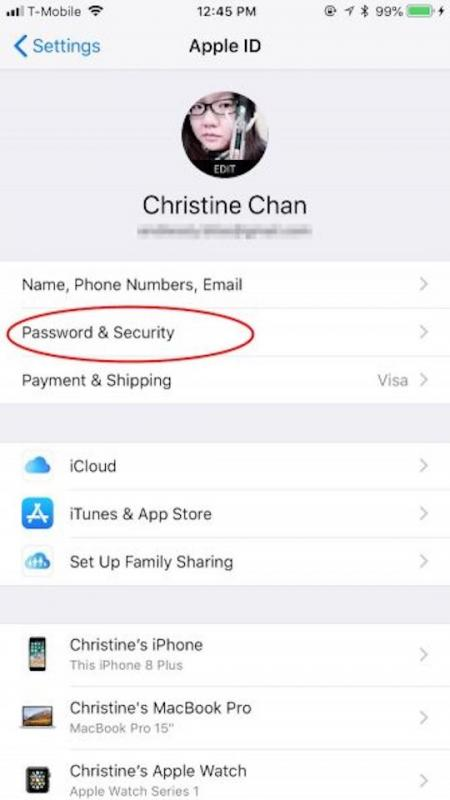 T-Mobile 12:45 PM 99%
Settings Apple ID
EDIT
Christine Chan
Name, Phone Numbers, Email
Password & Security
Payment & Shipping Visa
iCloud
iTunes & App Store
Set Up Family Sharing
Christine's iPhone
This iPhone 8 Plus
Christine's MacBook Pro
MacBook Pro 15"
Christine's Apple Watch
Apple Watch Series 1